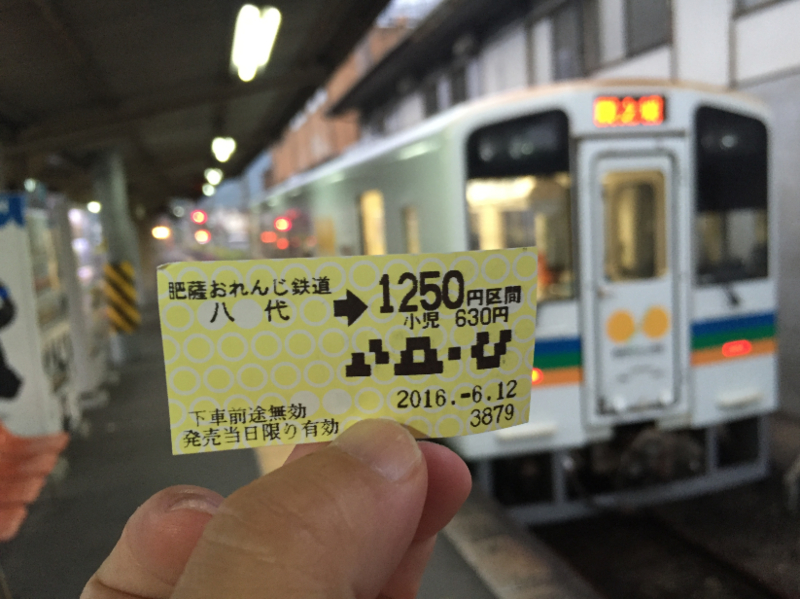 肥薩おれんじ鉄道
八代 ➡ 1250円区間
小児 630円
2016.-6.12
下車前途無効
3879
発売当日限り有効